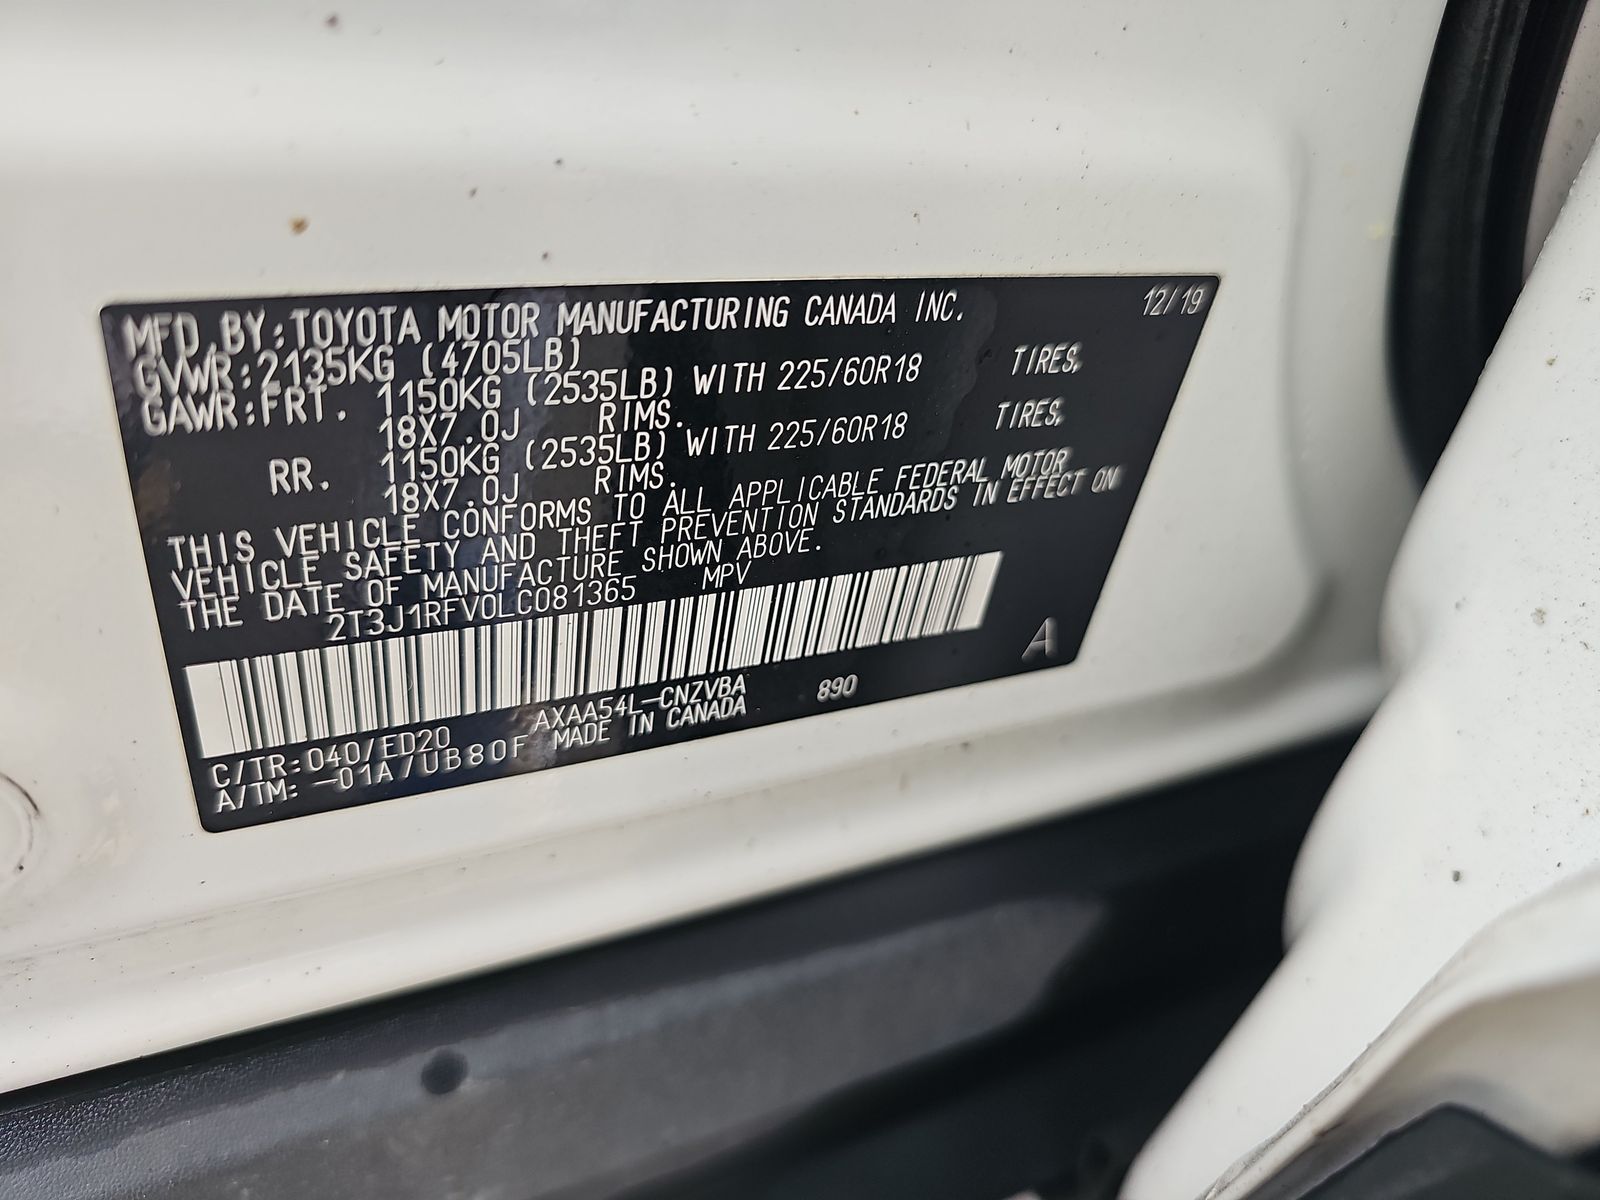 MFD.BY:TOYOTA MOTOR MANUFACTURING CANADA INC. 12/19
GVWR:2135KG (4705LB)
GAWR:FRT. 1150KG (2535LB) WITH 225/60R18 TIRES,
18X7.0J RIMS.
RR. 1150KG (2535LB) WITH 225/60R18 TIRES,
18X7.0J RIMS.
THIS VEHICLE CONFORMS TO ALL APPLICABLE FEDERAL MOTOR
VEHICLE SAFETY AND THEFT PREVENTION STANDARDS IN EFFECT ON
THE DATE OF MANUFACTURE SHOWN ABOVE.
2T3J1RFV0LC081365 MPV
A
C/TR:040/ED20 AXAA54L-CNZVBA 890
A/TM: -01A/UB80F MADE IN CANADA